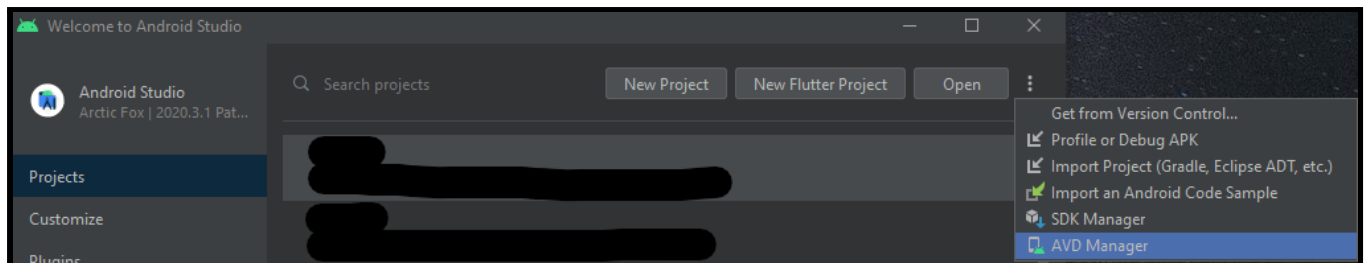 Welcome to Android Studio
Android Studio
Arctic Fox | 2020.3.1 Pat...
Search projects
New Project
New Flutter Project
Open
Projects
Customize
Plugins
Get from Version Control...
Profile or Debug APK
Import Project (Gradle, Eclipse ADT, etc.)
Import an Android Code Sample
SDK Manager
AVD Manager